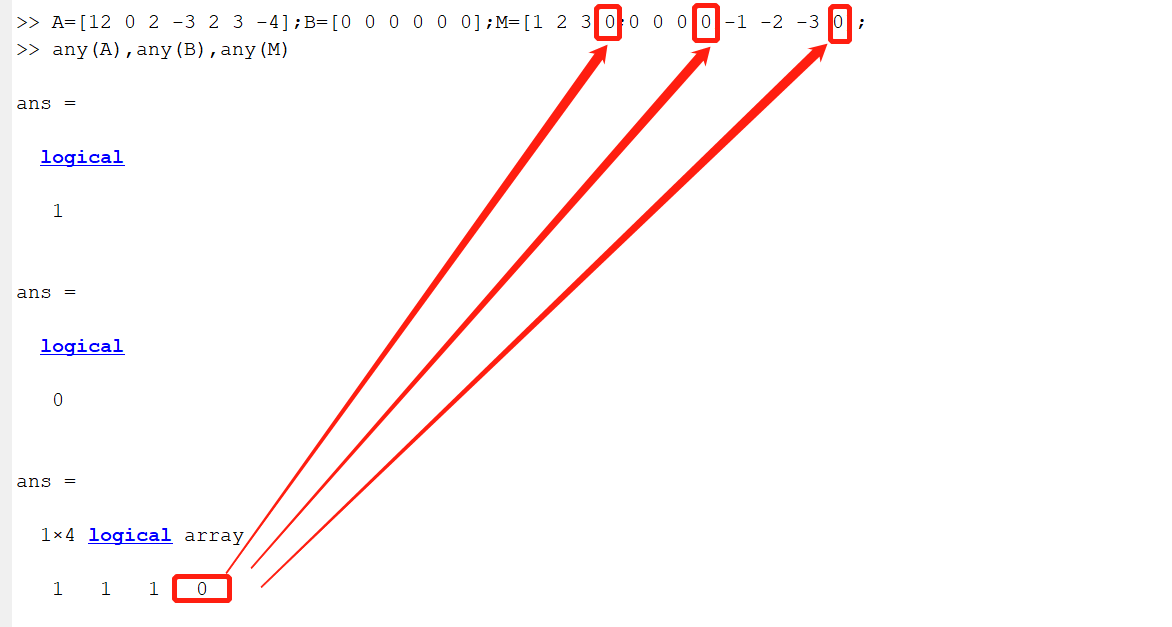 >> A=[12 0 2 -3 2 3 -4];B=[0 0 0 0 0 0];M=[1 2 3 0;0 0 0 0 -1 -2 -3 0 ;
>> any(A),any(B),any(M)
ans =
logical
1
ans =
logical
0
ans =
1×4 logical array
1 1 1 0